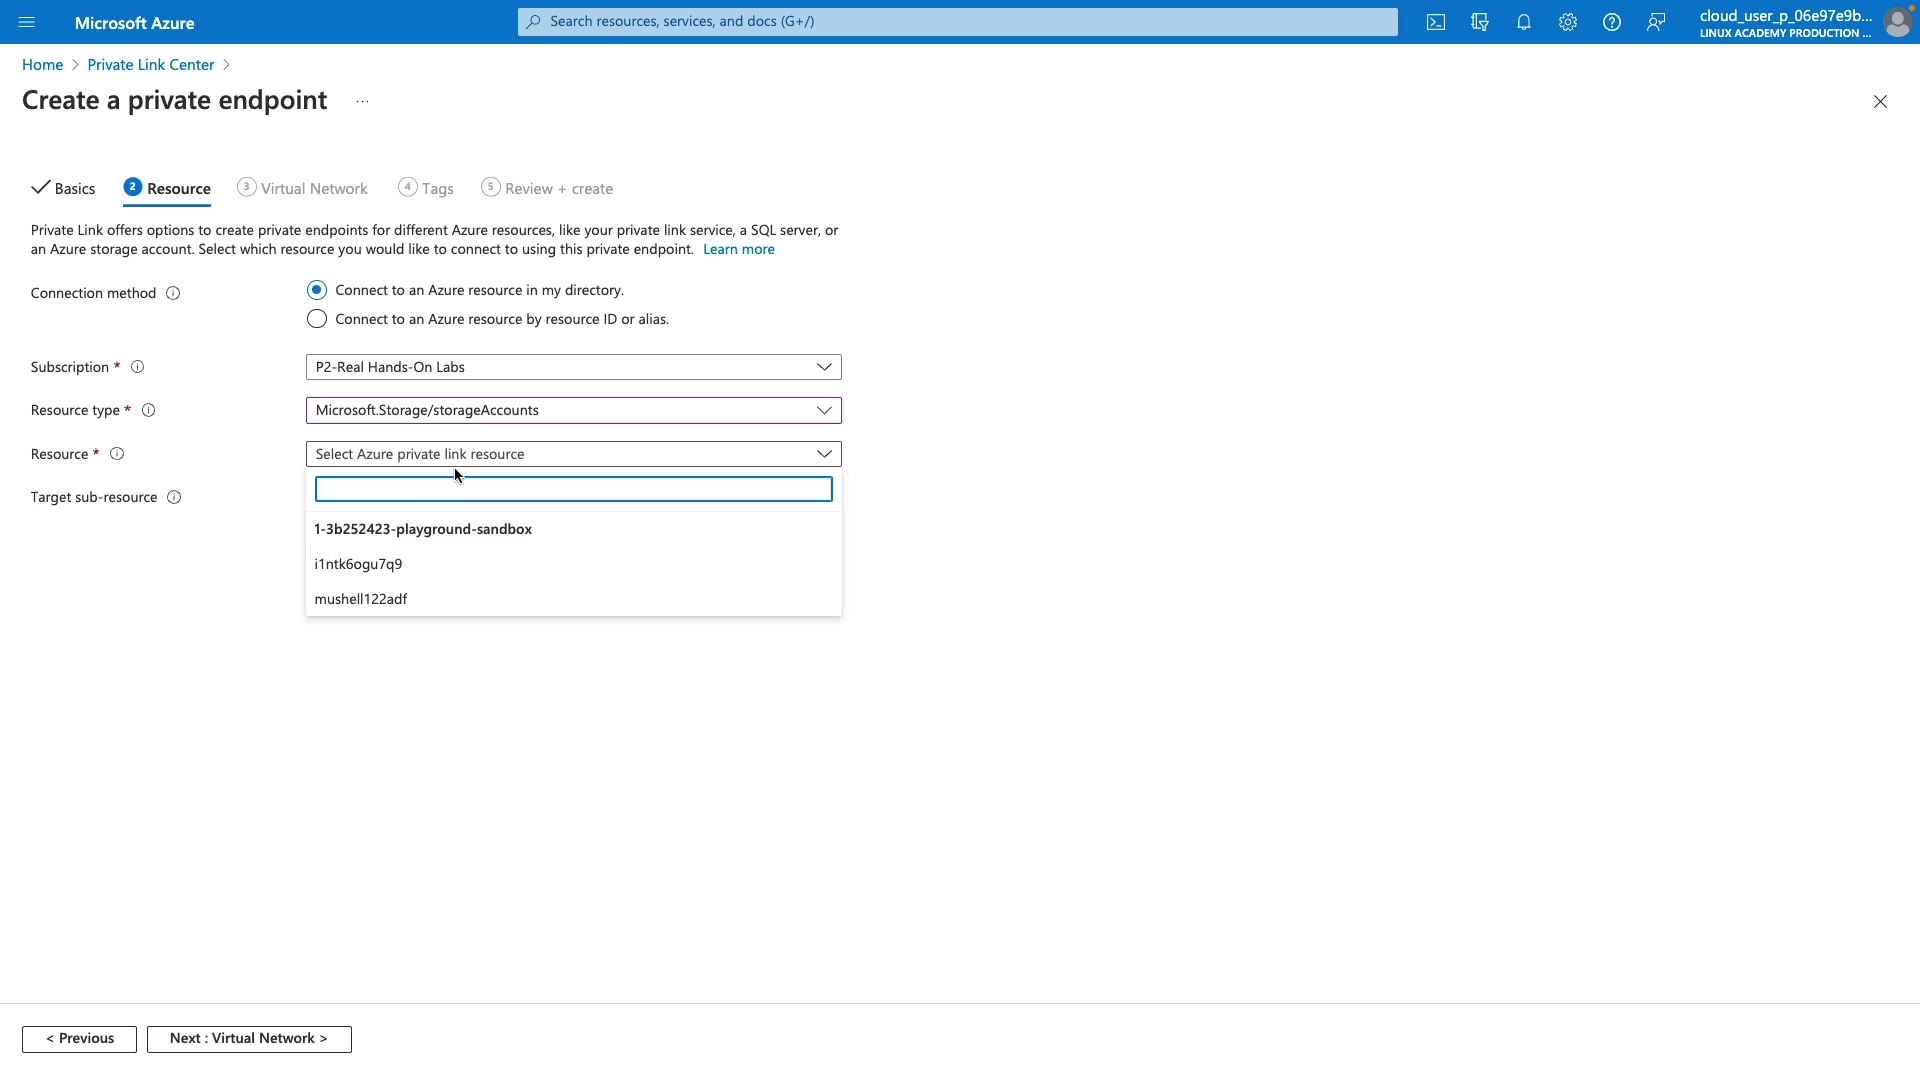 Microsoft Azure
Search resources, services, and docs (G+/)
cloud_user_p_06e97e9b...
LINUX ACADEMY PRODUCTION ...
Home > Private Link Center >
Create a private endpoint ...
Basics
2 Resource
3 Virtual Network
4 Tags
5 Review + create
Private Link offers options to create private endpoints for different Azure resources, like your private link service, a SQL server, or
an Azure storage account. Select which resource you would like to connect to using this private endpoint. Learn more
Connection method
Connect to an Azure resource in my directory.
Connect to an Azure resource by resource ID or alias.
Subscription *
P2-Real Hands-On Labs
Resource type *
Microsoft.Storage/storageAccounts
Resource *
Select Azure private link resource
Target sub-resource
1-3b252423-playground-sandbox
i1ntk6ogu7q9
mushell122adf
< Previous
Next : Virtual Network >